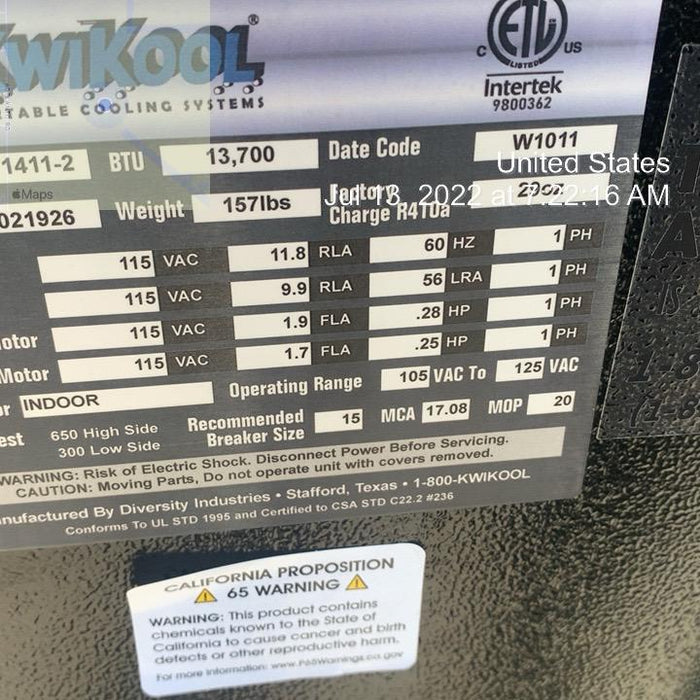 KWIKOOL®
TABLE COOLING SYSTEMS
ETL
LISTED
C US
Intertek
9800362
1411-2 BTU 13,700 Date Code W1011
United States
Maps
Jul 13, 2022 at 7:22:16 AM
021926 Weight 157lbs Factory Charge R410a
115 VAC 11.8 RLA 60 HZ 1 PH
115 VAC 9.9 RLA 56 LRA 1 PH
otor 115 VAC 1.9 FLA .28 HP 1 PH
Motor 115 VAC 1.7 FLA .25 HP 1 PH
or INDOOR Operating Range 105 VAC To 125 VAC
est 650 High Side
300 Low Side
Recommended
Breaker Size 15 MCA 17.08 MOP 20
WARNING: Risk of Electric Shock. Disconnect Power Before Servicing.
CAUTION: Moving Parts, Do not operate unit with covers removed.
nufactured By Diversity Industries • Stafford, Texas • 1-800-KWIKOOL
Conforms To UL STD 1995 and Certified to CSA STD C22.2 #236
CALIFORNIA PROPOSITION
65 WARNING
WARNING: This product contains
chemicals known to the State of
California to cause cancer and birth
defects or other reproductive harm.
For more information: www.P65Warnings.ca.gov